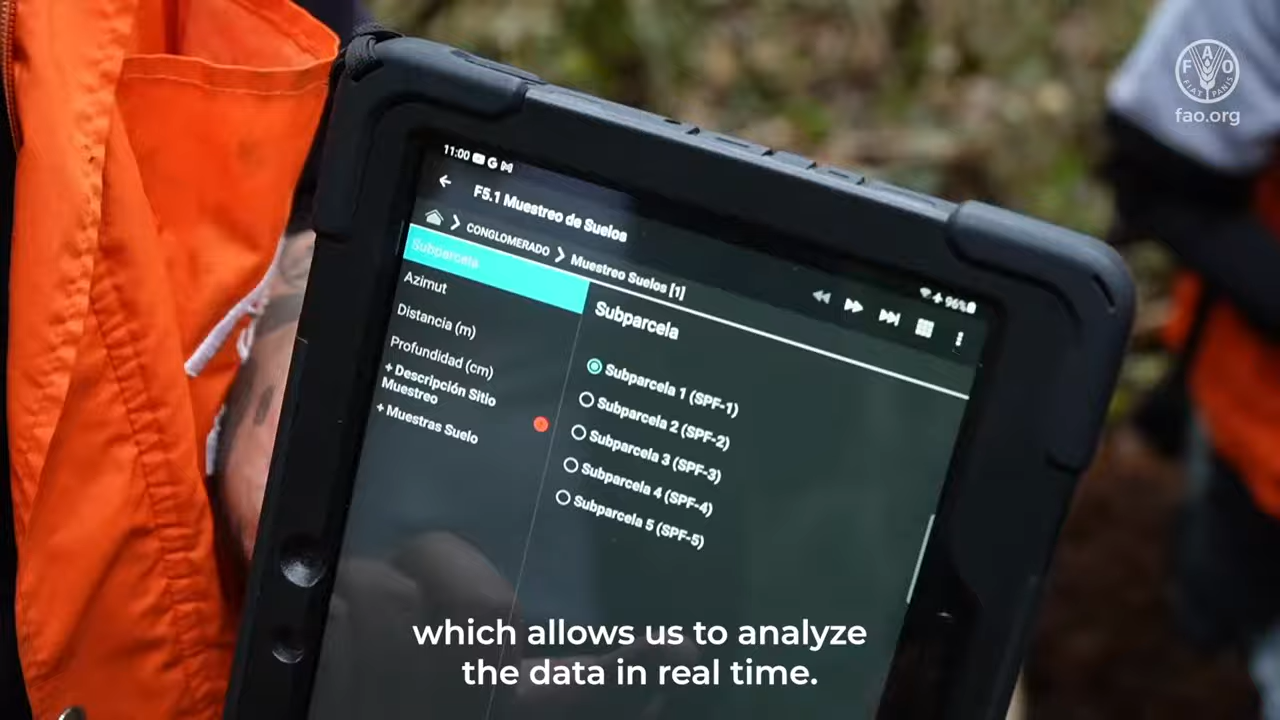 FAO
FIAT PANIS
fao.org
11:00
96%
F5.1 Muestreo de Suelos
CONGLOMERADO
Muestreo Suelos [1]
Subparcela
Azimut
Distancia (m)
Profundidad (cm)
+ Descripción Sitio
Muestreo
+ Muestras Suelo
Subparcela
Subparcela 1 (SPF-1)
Subparcela 2 (SPF-2)
Subparcela 3 (SPF-3)
Subparcela 4 (SPF-4)
Subparcela 5 (SPF-5)
which allows us to analyze
the data in real time.